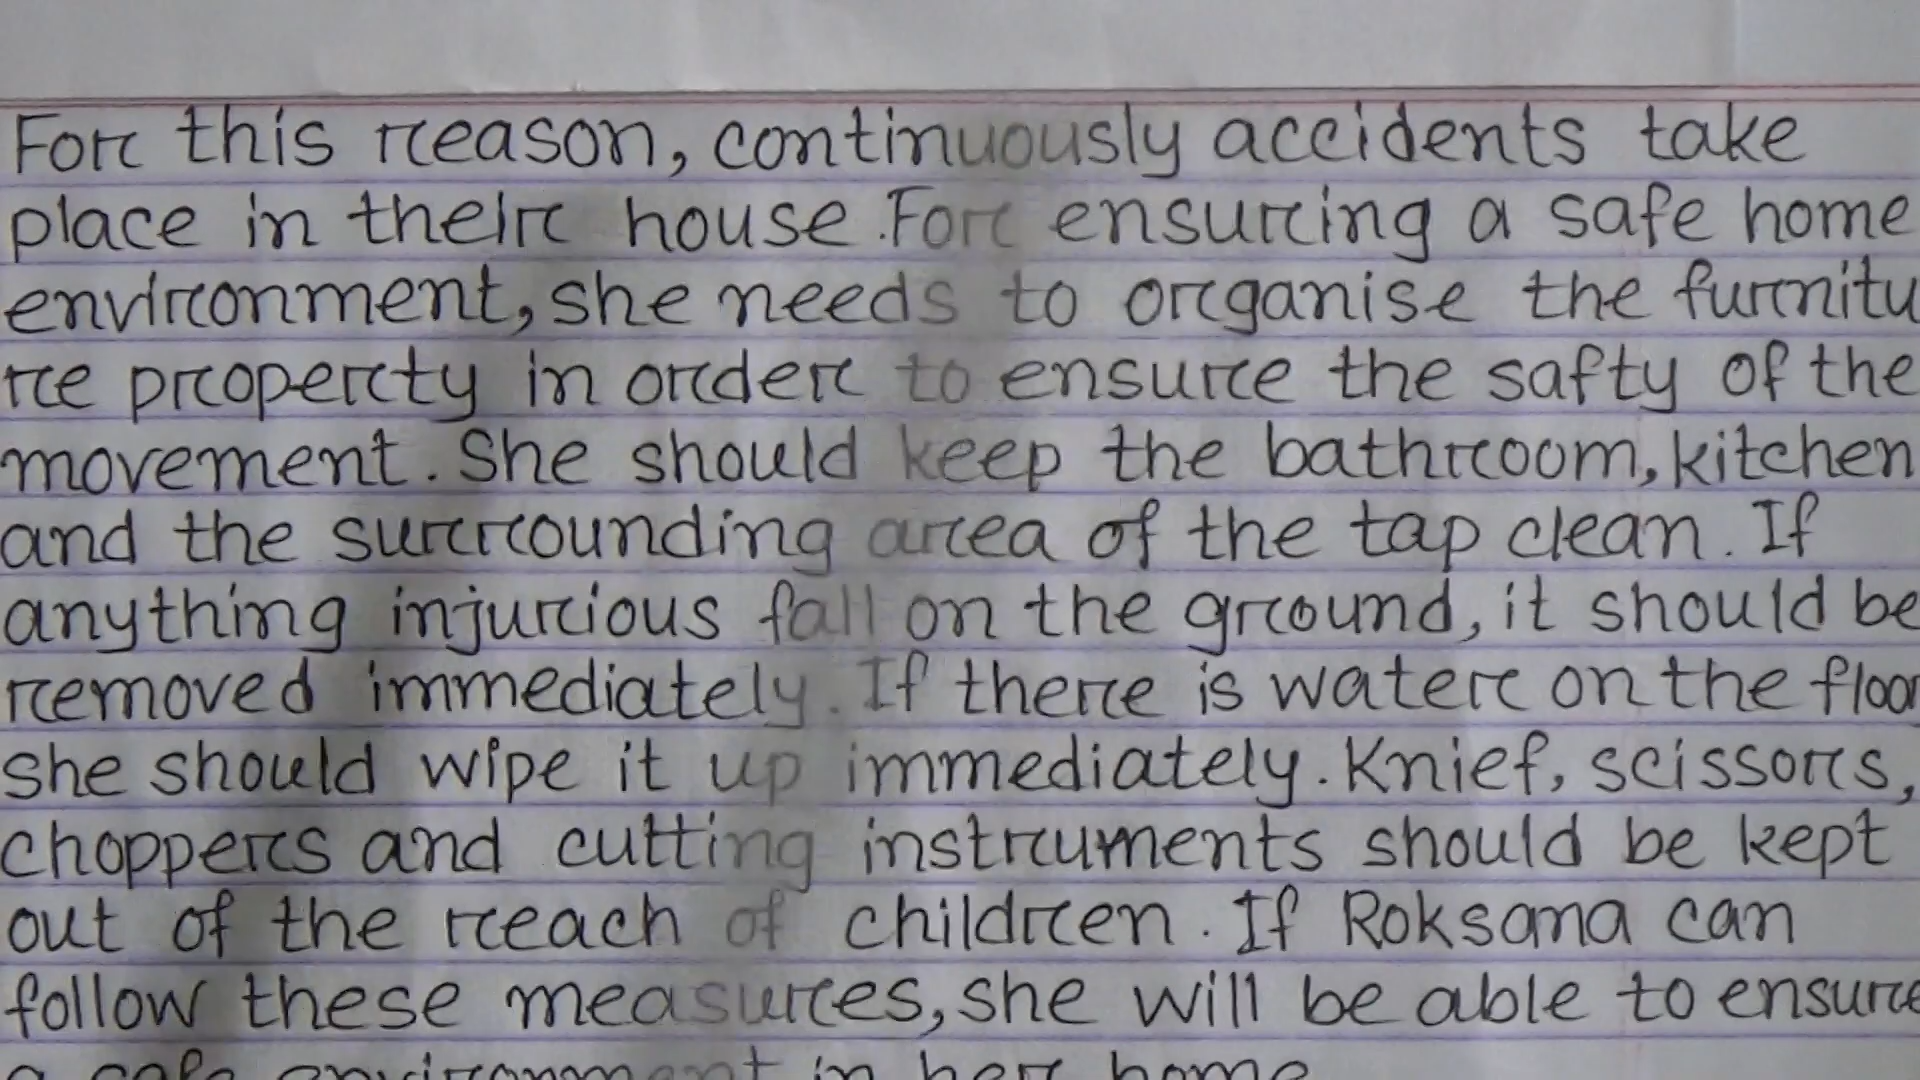 For this reason, continuously accidents take
place in their house. For ensuring a safe home
environment, she needs to organise the furnitu
re property in order to ensure the safty of the
movement. She should keep the bathroom, kitchen
and the surrounding area of the tap clean. If
anything injurious fall on the ground, it should be
removed immediately. If there is water on the floor
she should wipe it up immediately. Knief, scissors,
choppers and cutting instruments should be kept
out of the reach of children. If Roksana can
follow these measures, she will be able to ensure
a safe environment in her home